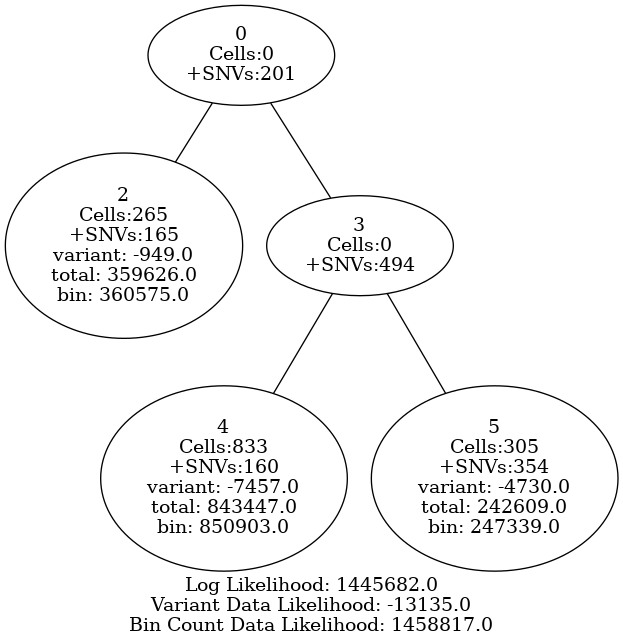 0
Cells:0
+SNVs:201
2
Cells:265
+SNVs:165
variant: -949.0
total: 359626.0
bin: 360575.0
3
Cells:0
+SNVs:494
4
Cells:833
+SNVs:160
variant: -7457.0
total: 843447.0
bin: 850903.0
5
Cells:305
+SNVs:354
variant: -4730.0
total: 242609.0
bin: 247339.0
Log Likelihood: 1445682.0
Variant Data Likelihood: -13135.0
Bin Count Data Likelihood: 1458817.0